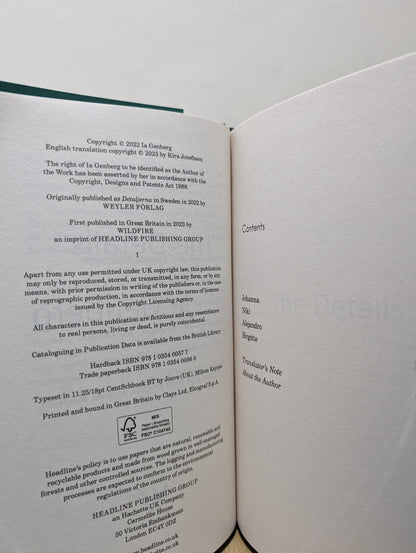 Copyright © 2022 Ia Genberg
English translation copyright © 2023 by Kira Josefsson
The right of Ia Genberg to be identified as the Author of
the Work has been asserted by her in accordance with the
Copyright, Designs and Patents Act 1988.
Originally published as Detaljerna in Sweden in 2022 by
WEYLER FÖRLAG
First published in Great Britain in 2023 by
WILDFIRE
an imprint of HEADLINE PUBLISHING GROUP
1
Apart from any use permitted under UK copyright law, this publication
may only be reproduced, stored, or transmitted, in any form, or by any
means, with prior permission in writing of the publishers or, in the case
of reprographic production, in accordance with the terms of licences
issued by the Copyright Licensing Agency.
All characters in this publication are fictitious and any resemblance
to real persons, living or dead, is purely coincidental.
Cataloguing in Publication Data is available from the British Library
Hardback ISBN 978 1 0354 0057 7
Trade paperback ISBN 978 1 0354 0056 0
Typeset in 11.25/18pt CentSchbook BT by Jouve (UK), Milton Keynes
Printed and bound in Great Britain by Clays Ltd, Elcograf S.p.A.
FSC
MIX
FSC® C104740
Headline's policy is to use papers that are natural, renewable and
recyclable products and made from wood grown in well-managed
forests and other controlled sources. The logging and manufacturing
processes are expected to conform to the environmental
regulations of the country of origin.
HEADLINE PUBLISHING GROUP
an Hachette UK Company
Carmelite House
50 Victoria Embankment
London EC4Y 0DZ
www.headline.co.uk
Contents
Johanna
Niki
Alejandro
Birgitte
Translator's Note
About the Author